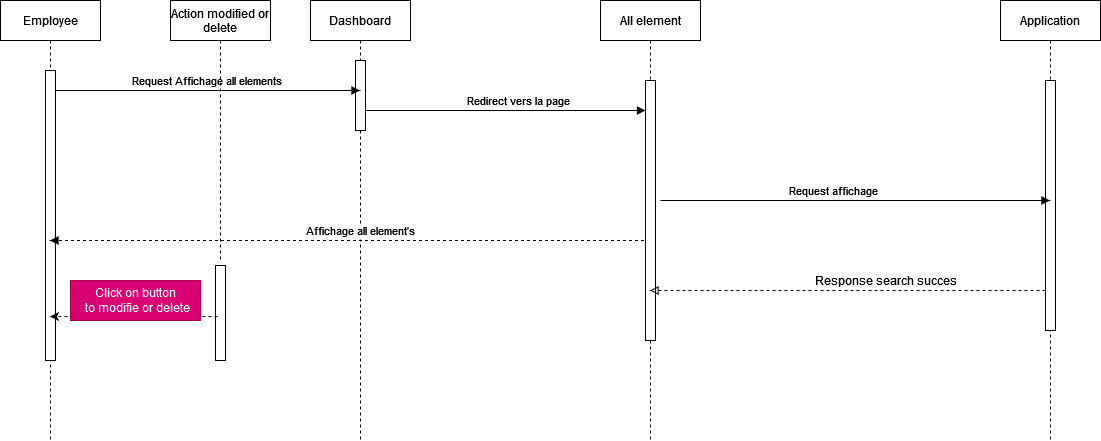 Employee
Action modified or
delete
Dashboard
All element
Application
Request Affichage all elements
Redirect vers la page
Request affichage
Affichage all element's
Response search succes
Click on button
to modifie or delete